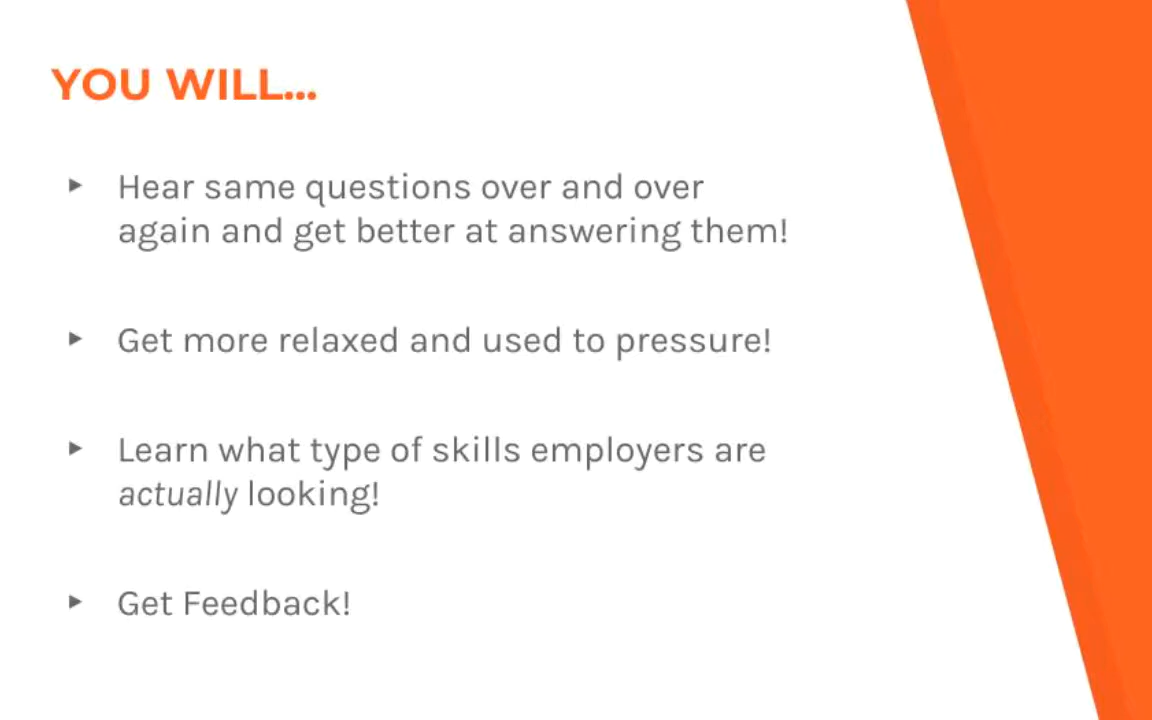 YOU WILL...
Hear same questions over and over
again and get better at answering them!
Get more relaxed and used to pressure!
Learn what type of skills employers are
actually looking!
Get Feedback!